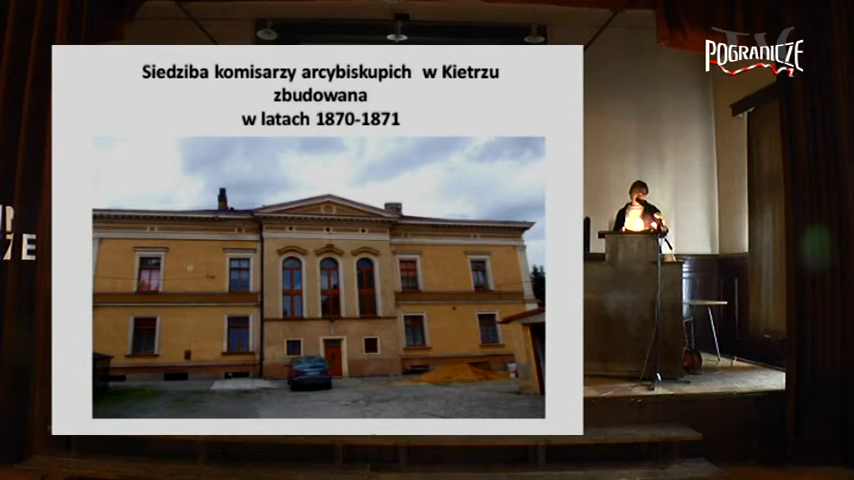 Siedziba komisarzy arcybiskupich w Kietrzu
zbudowana
w latach 1870-1871
TV
POGRANICZE